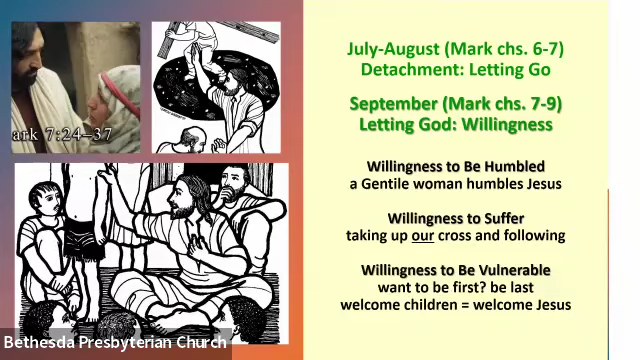 ark 7:24–37
July-August (Mark chs. 6-7)
Detachment: Letting Go
September (Mark chs. 7-9)
Letting God: Willingness
Willingness to Be Humbled
a Gentile woman humbles Jesus
Willingness to Suffer
taking up our cross and following
Willingness to Be Vulnerable
want to be first? be last
welcome children = welcome Jesus
Bethesda Presbyterian Church